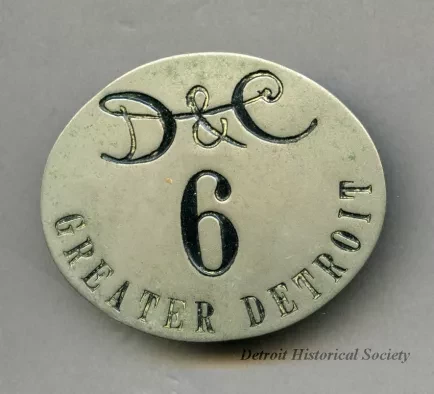 D&C
6
GREATER DETROIT
Detroit Historical Society